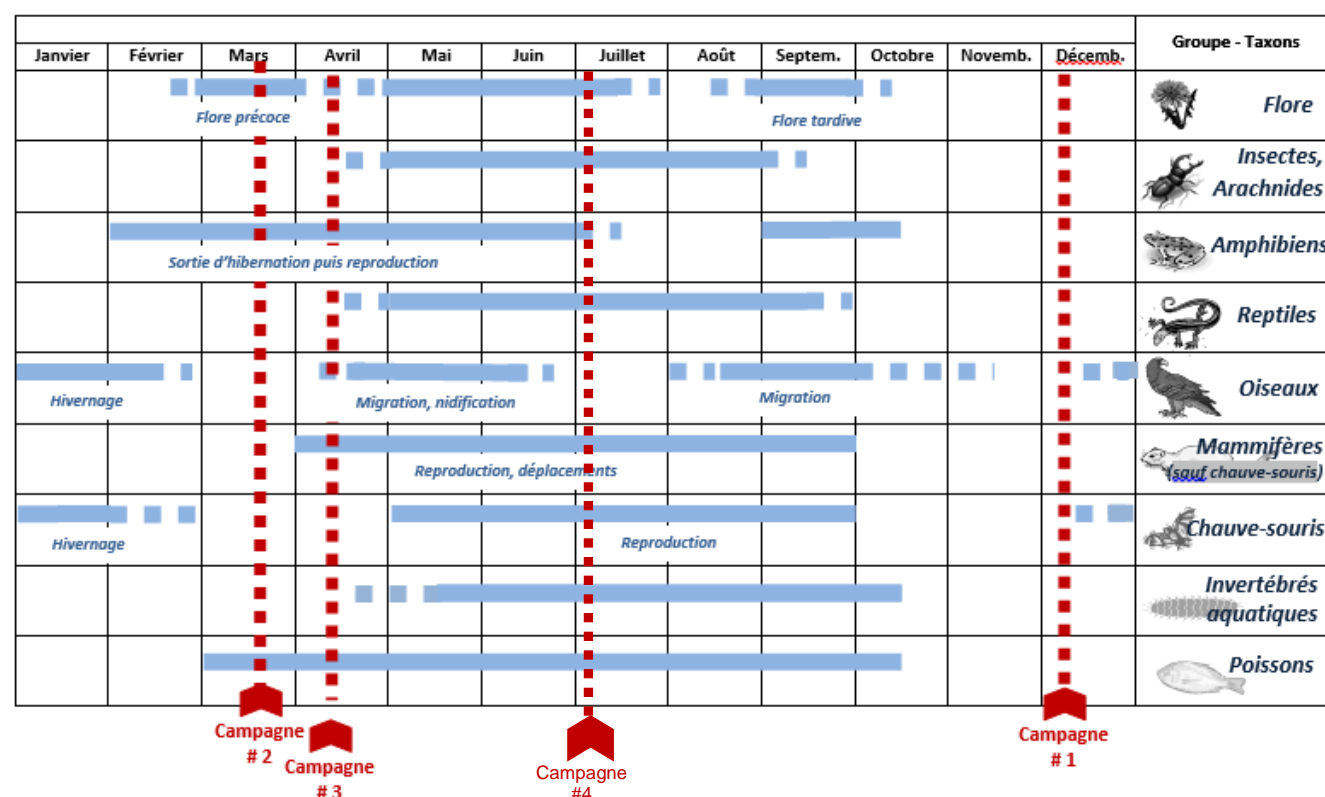 Janvier Février Mars Avril Mai Juin Juillet Août Septem. Octobre Novemb. Décemb. Groupe - Taxons
Flore précoce Flore tardive Flore
Insectes,
Arachnides
Sortie d'hibernation puis reproduction Amphibiens
Reptiles
Hivernage Migration, nidification Migration Oiseaux
Reproduction, déplacements Mammifères
(sauf chauve-souris)
Hivernage Reproduction Chauve-souris
Invertébrés
aquatiques
Poissons
Campagne
# 2
Campagne
# 3
Campagne
#4
Campagne
# 1